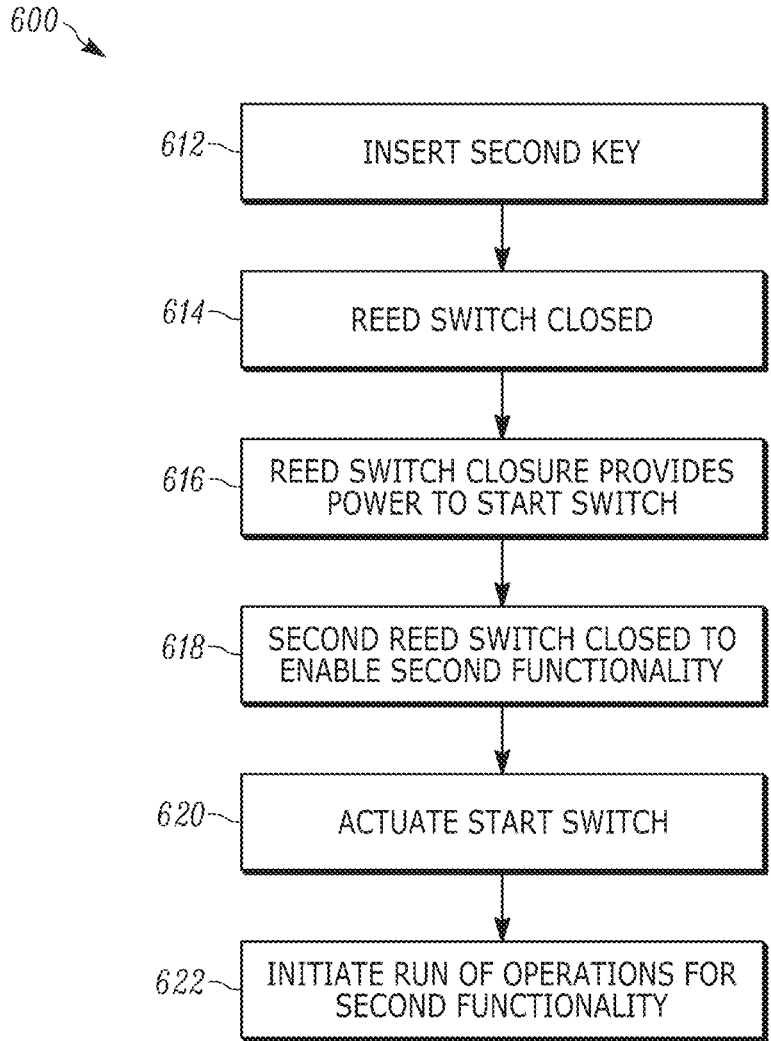 600
612
INSERT SECOND KEY
614
REED SWITCH CLOSED
616
REED SWITCH CLOSURE PROVIDES
POWER TO START SWITCH
618
SECOND REED SWITCH CLOSED TO
ENABLE SECOND FUNCTIONALITY
620
ACTUATE START SWITCH
622
INITIATE RUN OF OPERATIONS FOR
SECOND FUNCTIONALITY